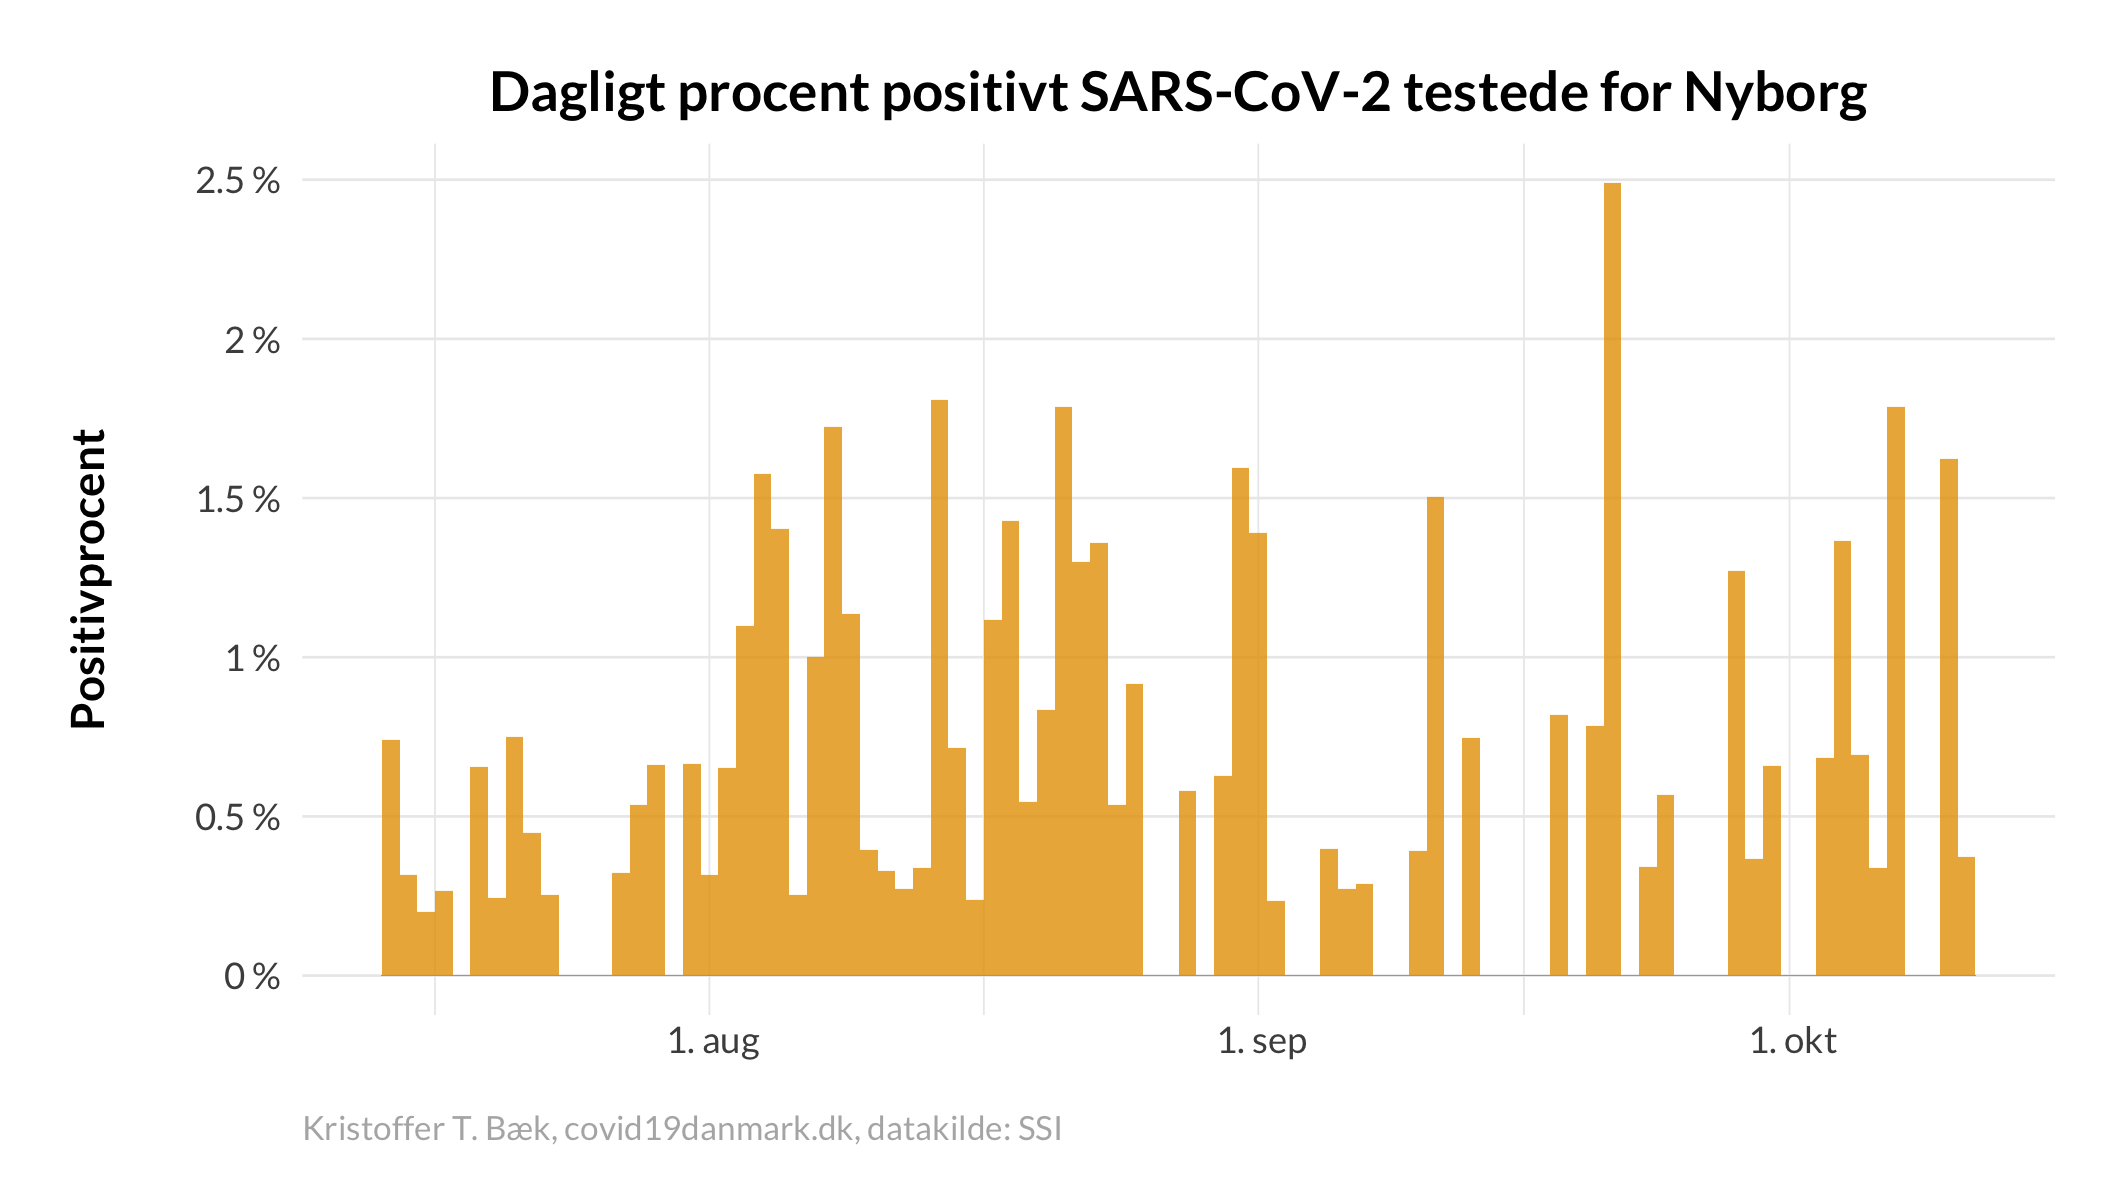 Dagligt procent positivt SARS-CoV-2 testede for Nyborg
Positivprocent
2.5 %
2 %
1.5 %
1 %
0.5 %
0 %
1. aug
1. sep
1. okt
Kristoffer T. Bæk, covid19danmark.dk, datakilde: SSI